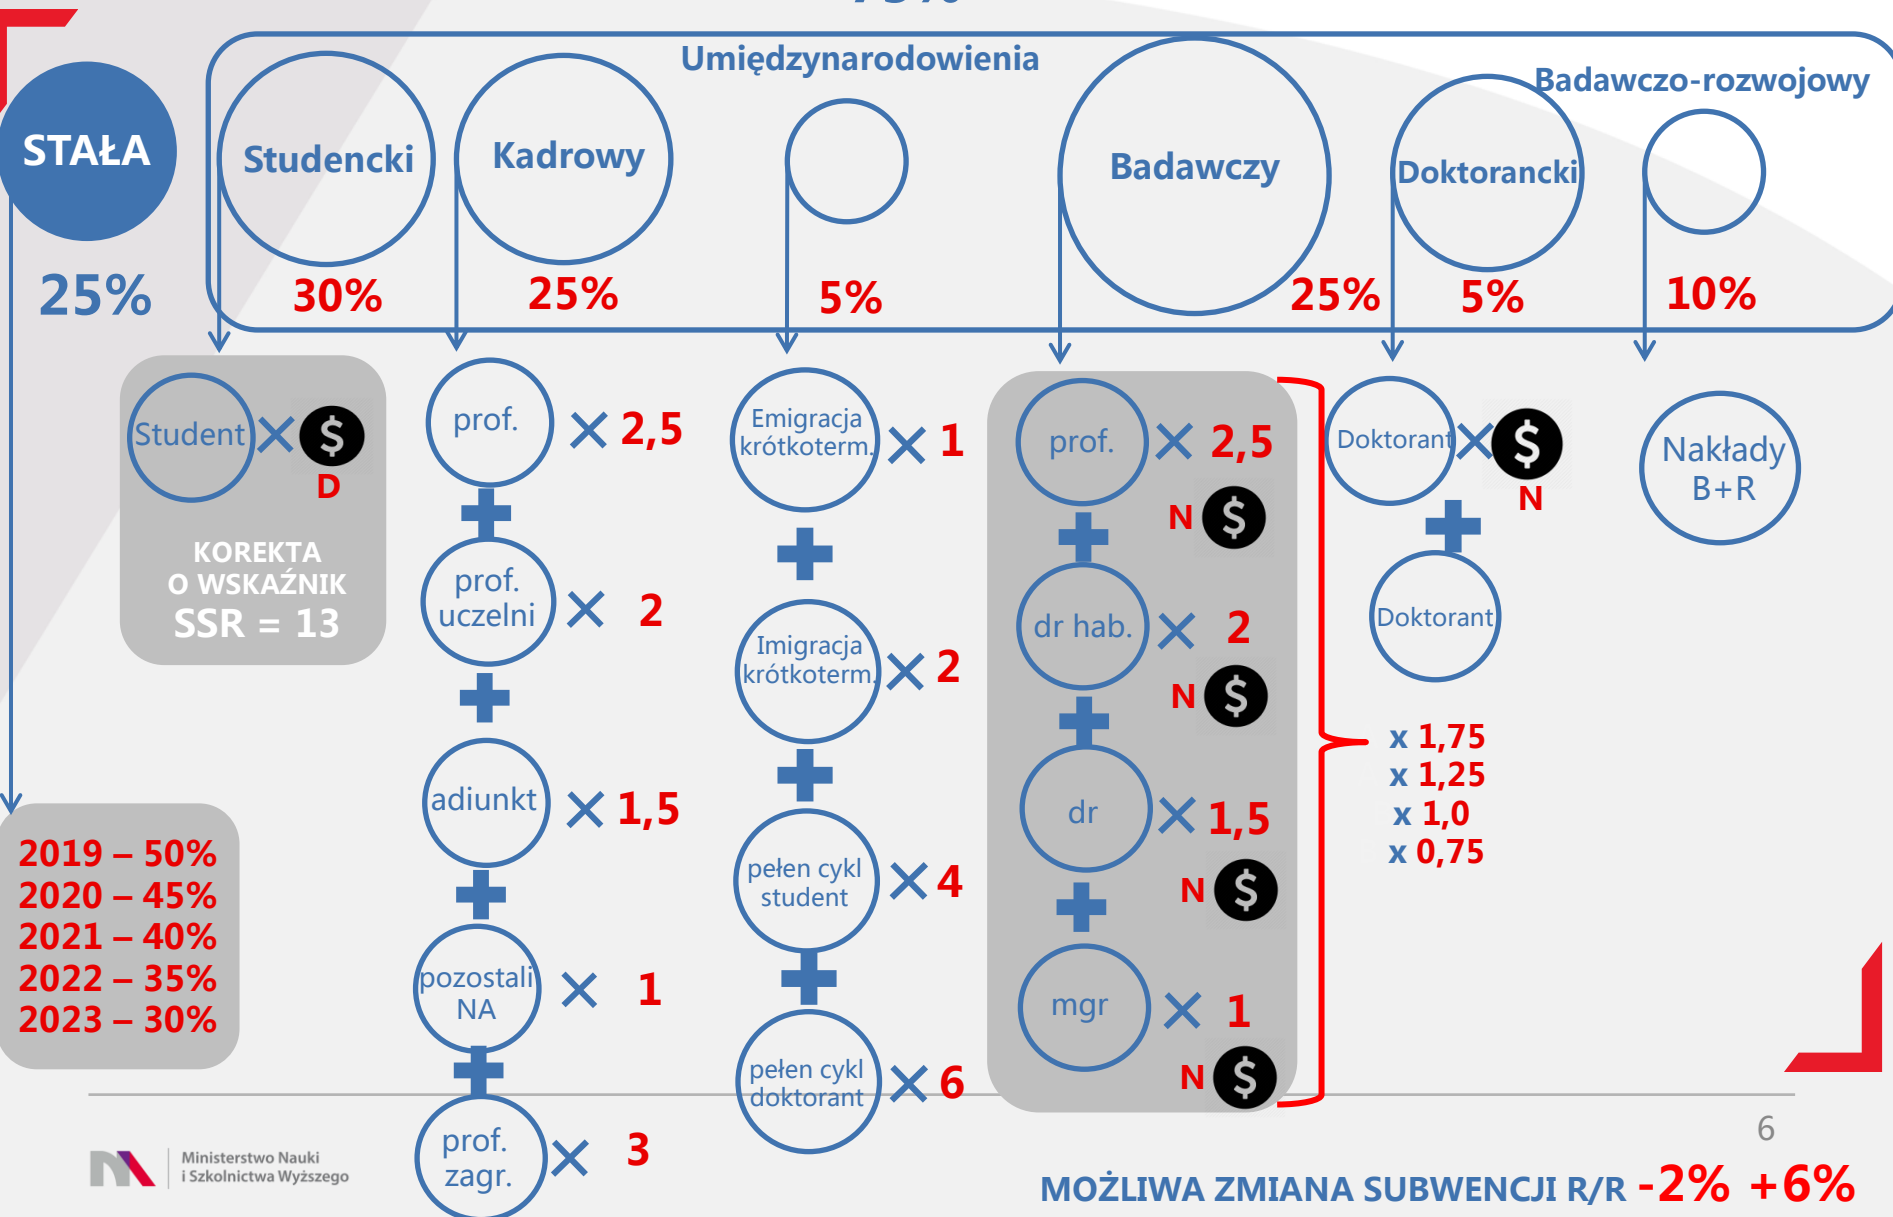 75%
Umiędzynarodowienia
Badawczo-rozwojowy
STAŁA
Studencki
Kadrowy
Badawczy
Doktorancki
25%
30%
25%
5%
25%
5%
10%
Student
$
D
KOREKTA
O WSKAŹNIK
SSR = 13
2019 – 50%
2020 – 45%
2021 – 40%
2022 – 35%
2023 – 30%
prof.
× 2,5
prof.
uczelni
× 2
adiunkt
× 1,5
pozostali
NA
× 1
prof.
zagr.
× 3
Emigracja
krótkoterm.
× 1
Imigracja
krótkoterm.
× 2
pełen cykl
student
× 4
pełen cykl
doktorant
× 6
prof.
× 2,5
N $
dr hab.
× 2
N $
dr
× 1,5
N $
mgr
× 1
N $
Doktorant
× $
N
Doktorant
x 1,75
x 1,25
x 1,0
x 0,75
Nakłady
B+R
6
Ministerstwo Nauki
i Szkolnictwa Wyższego
MOŻLIWA ZMIANA SUBWENCJI R/R -2% +6%